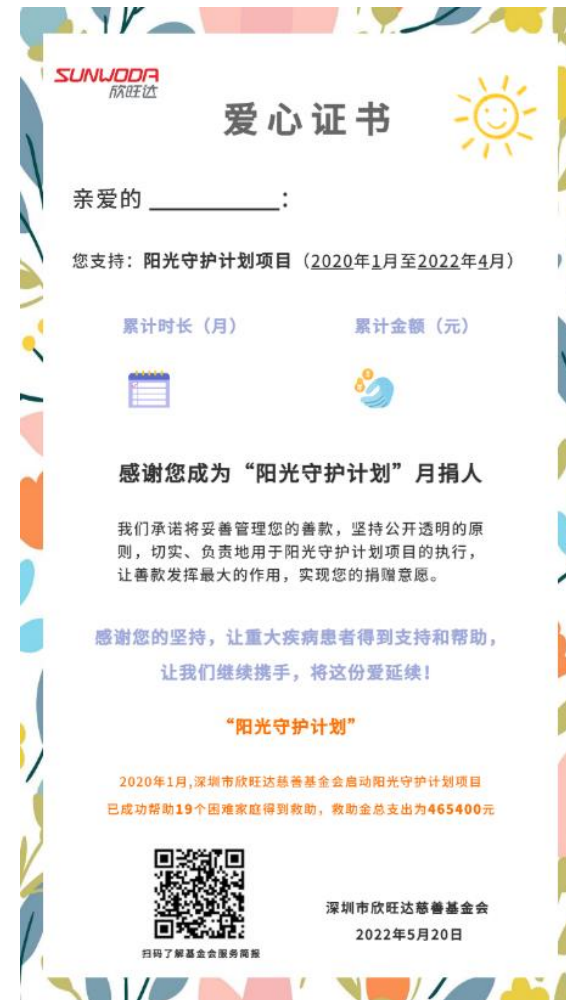 SUNWODA
欣旺达
爱心证书
亲爱的 ___________：
您支持：阳光守护计划项目（2020年1月至2022年4月）
累计时长（月） 累计金额（元）
感谢您成为“阳光守护计划”月捐人
我们承诺将妥善管理您的善款，坚持公开透明的原
则，切实、负责地用于阳光守护计划项目的执行，
让善款发挥最大的作用，实现您的捐赠意愿。
感谢您的坚持，让重大疾病患者得到支持和帮助，
让我们继续携手，将这份爱延续！
“阳光守护计划”
2020年1月,深圳市欣旺达慈善基金会启动阳光守护计划项目
已成功帮助19个困难家庭得到救助，救助金总支出为465400元
扫码了解基金会服务简报
深圳市欣旺达慈善基金会
2022年5月20日